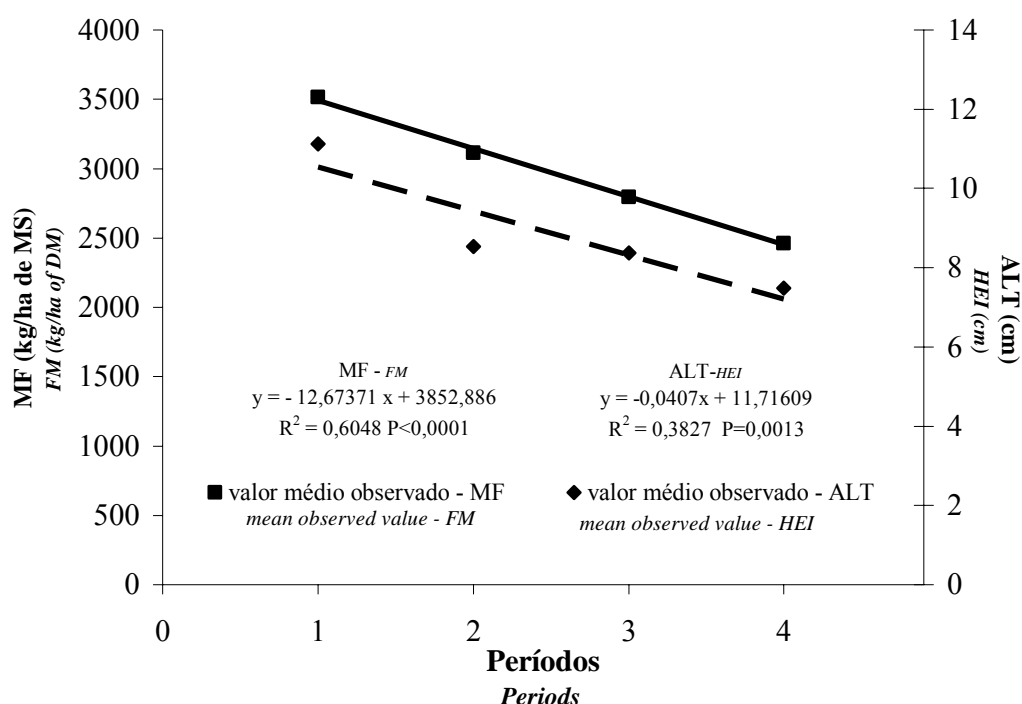 4000
3500
3000
2500
2000
1500
1000
500
0
MF (kg/ha de MS)
FM (kg/ha of DM)
14
12
10
8
6
4
2
0
ALT (cm)
HEI (cm)
MF - FM
y = - 12,67371 x + 3852,886
R² = 0,6048 P<0,0001
ALT-HEI
y = -0,0407x + 11,71609
R² = 0,3827 P=0,0013
valor médio observado - MF
mean observed value - FM
valor médio observado - ALT
mean observed value - HEI
0 1 2 3 4
Períodos
Periods